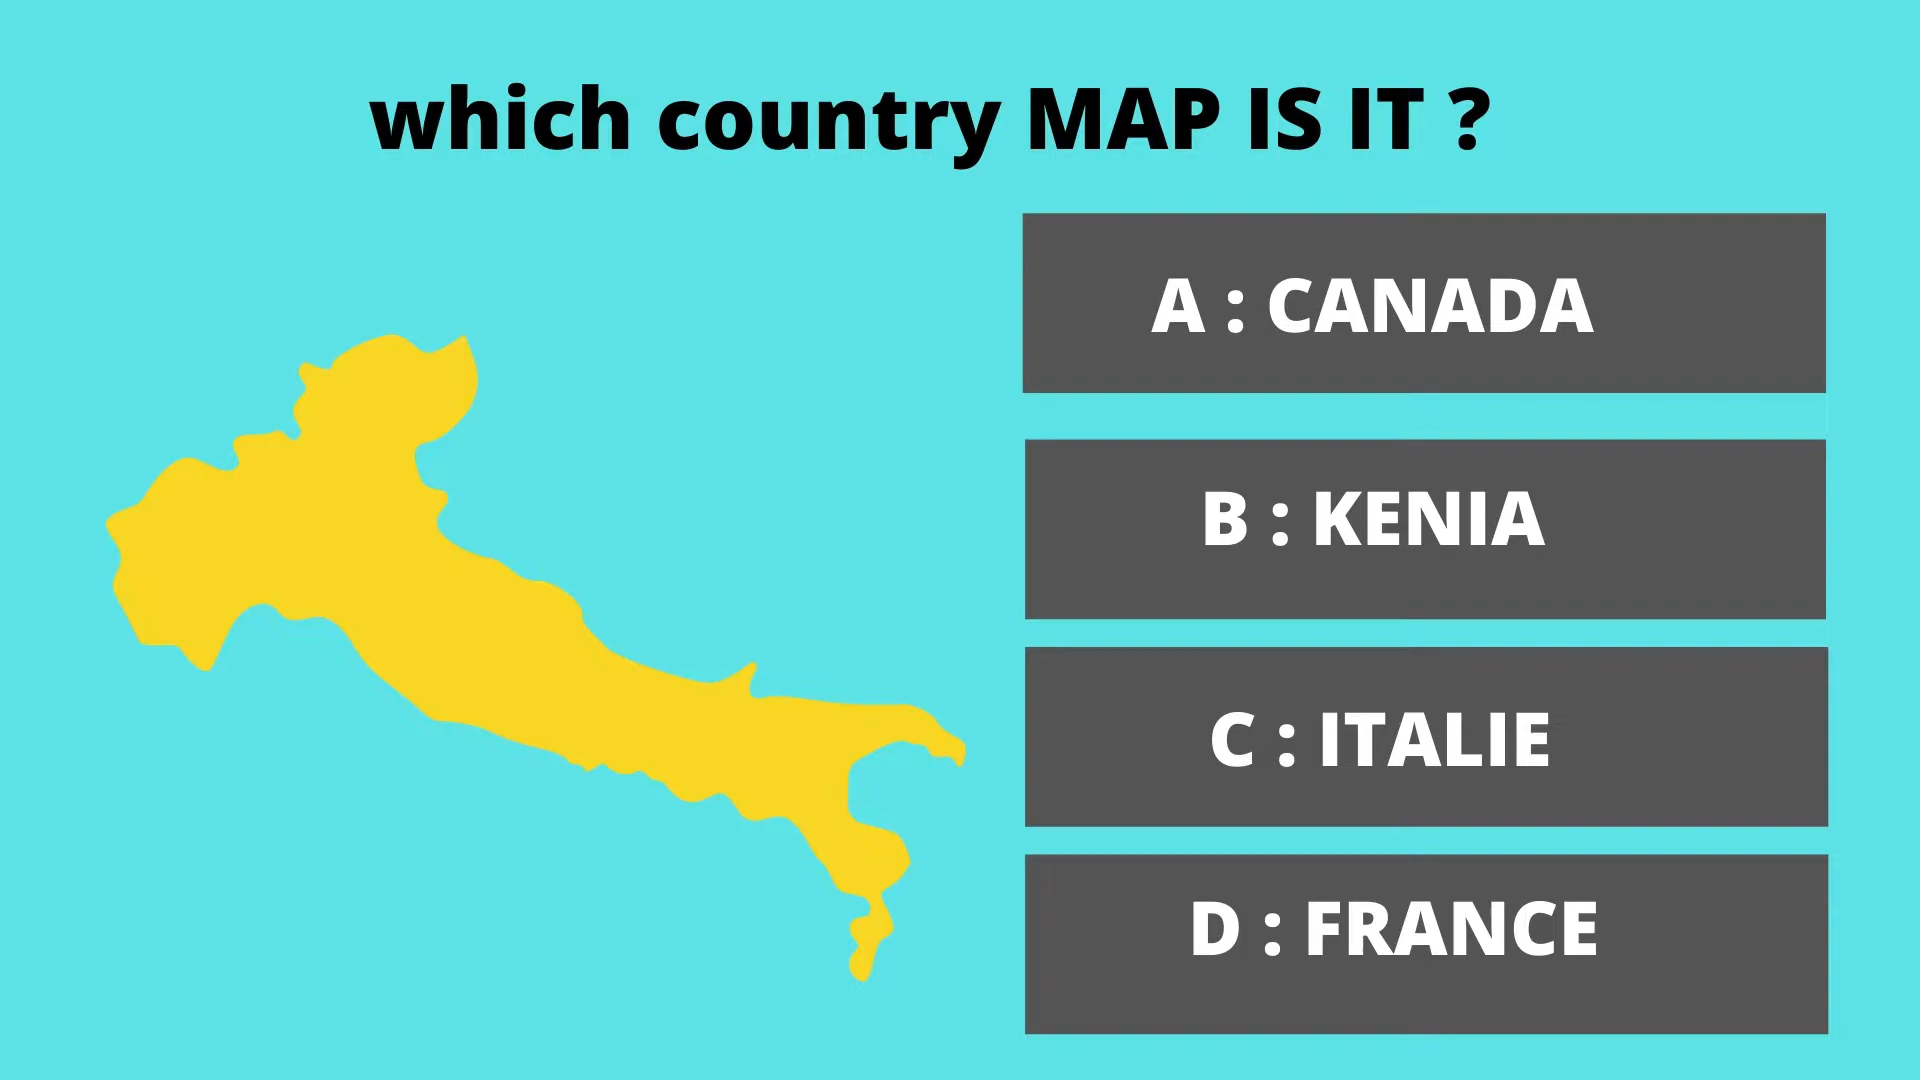 which country MAP IS IT ?
A : CANADA
B : KENIA
C : ITALIE
D : FRANCE